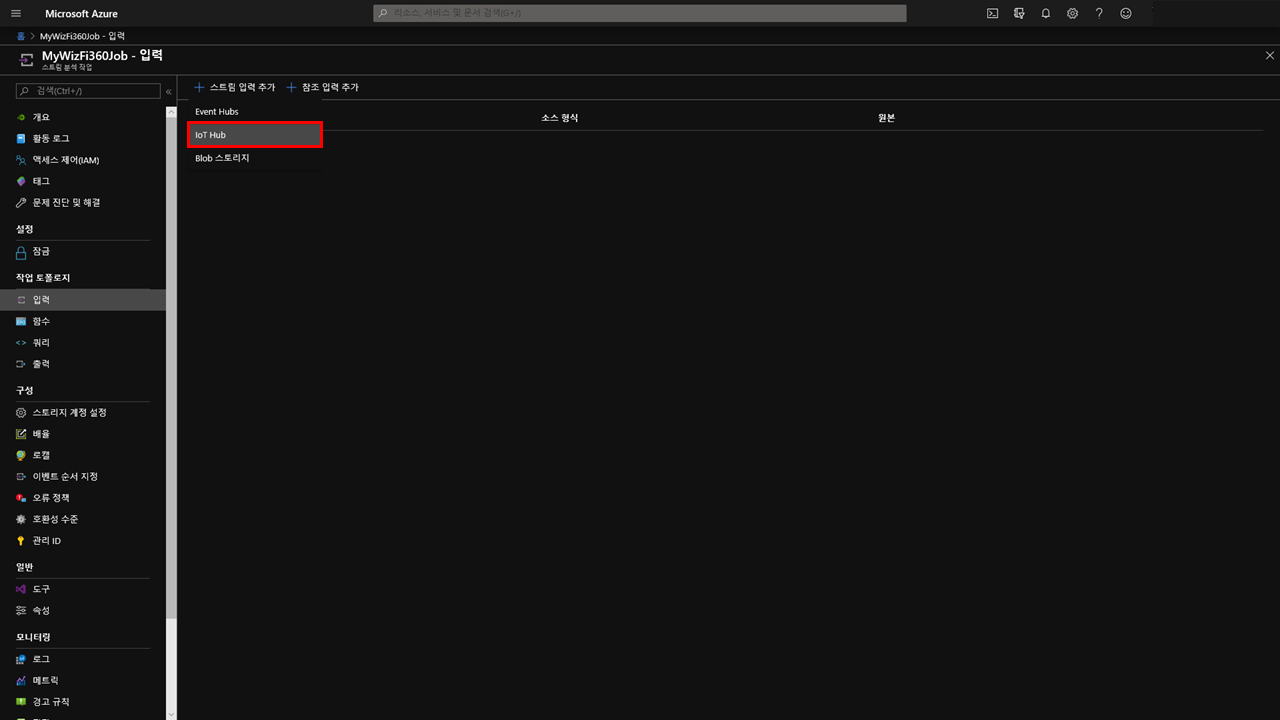 Microsoft Azure
리소스, 서비스 및 문서 검색(G+/)
홈 > MyWizFi360Job - 입력
MyWizFi360Job - 입력
스트림 분석 작업
검색(Ctrl+/)
«
개요
활동 로그
액세스 제어(IAM)
태그
문제 진단 및 해결
설정
잠금
작업 토폴로지
입력
함수
쿼리
출력
구성
스토리지 계정 설정
배율
로캘
이벤트 순서 지정
오류 정책
호환성 수준
관리 ID
일반
도구
속성
모니터링
로그
메트릭
경고 규칙
+ 스트림 입력 추가 + 참조 입력 추가
Event Hubs
IoT Hub
Blob 스토리지
소스 형식
원본